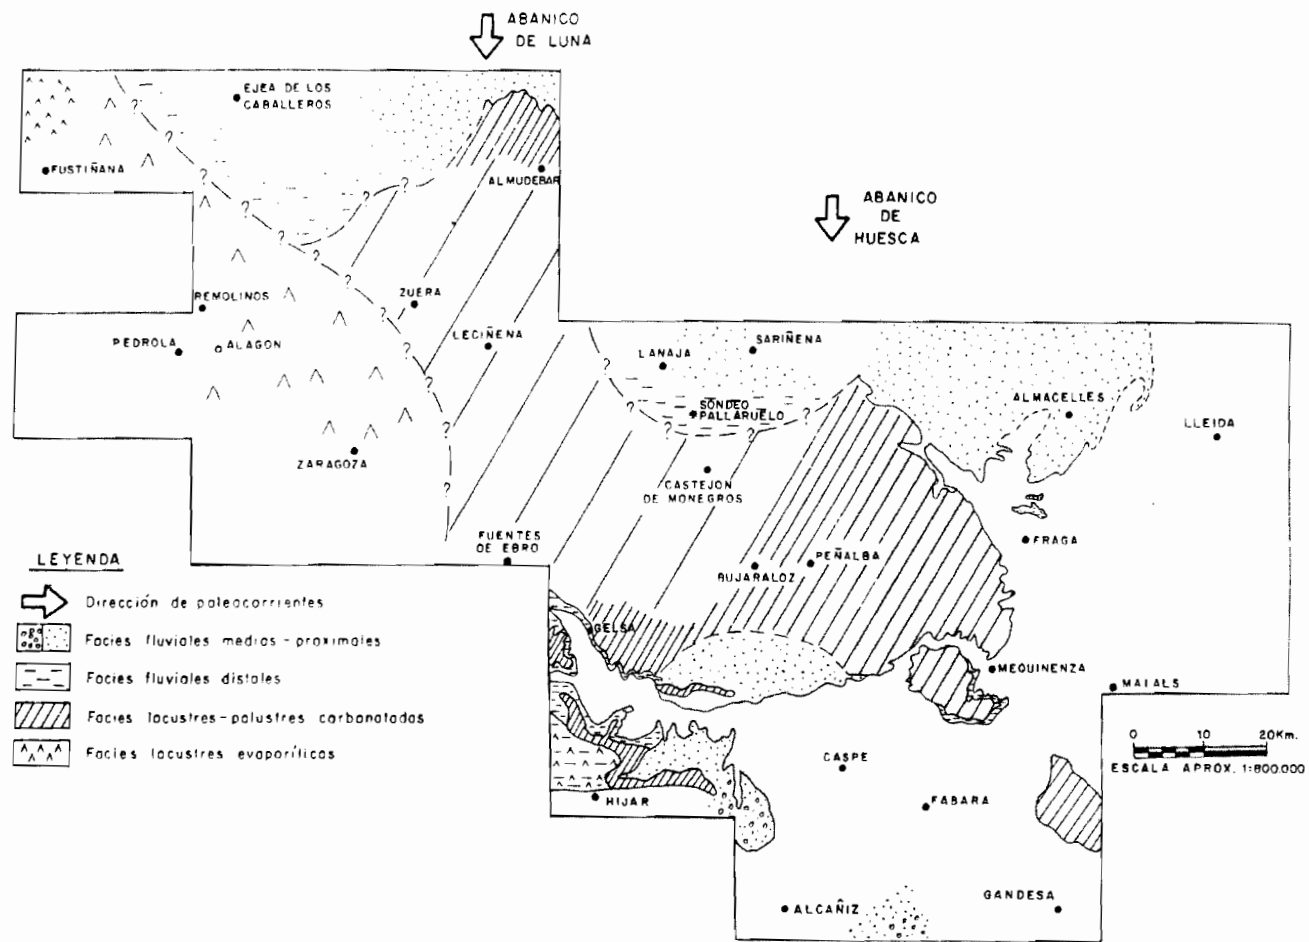 ABANICO
DE LUNA
EJEA DE LOS
CABALLEROS
FUSTIÑANA
ALMUDEBAR
ABANICO
DE
HUESCA
REMOLINOS
ZUERA
PEDROLA
ALAGON
LECIÑENA
LANAJA
SARIÑENA
SONDEO
PALLARUELO
ALMACELLES
LLEIDA
ZARAGOZA
CASTEJON
DE MONEGROS
FUENTES
DE EBRO
BUJARALOZ
PEÑALBA
FRAGA
LEYENDA
Dirección de paleocorrientes
Facies fluviales medias-proximales
Facies fluviales distales
Facies lacustres-palustres carbonatadas
Facies lacustres evaporíticas
GELSA
MEQUINENZA
MAIALS
0 10 20Km.
ESCALA APROX. 1:800.000
CASPE
HIJAR
FABARA
ALCAÑIZ
GANDESA